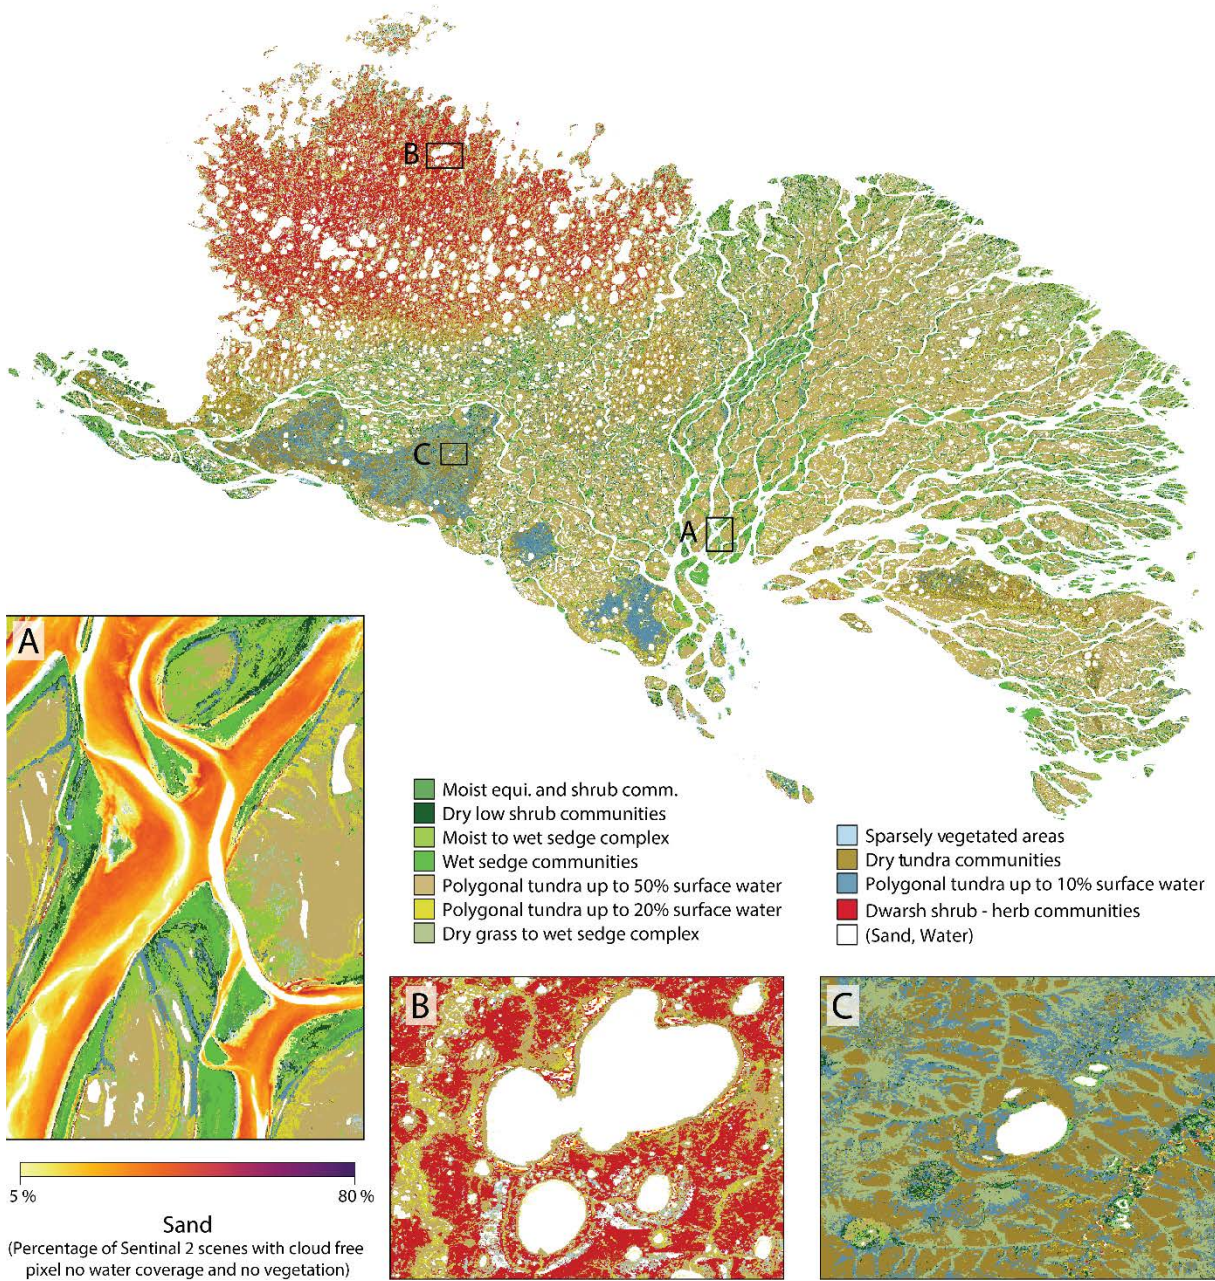 B
C
A
A
Moist equi. and shrub comm.
Dry low shrub communities
Moist to wet sedge complex
Wet sedge communities
Polygonal tundra up to 50% surface water
Polygonal tundra up to 20% surface water
Dry grass to wet sedge complex
Sparsely vegetated areas
Dry tundra communities
Polygonal tundra up to 10% surface water
Dwarsh shrub - herb communities
(Sand, Water)
B
C
5 %
80 %
Sand
(Percentage of Sentinal 2 scenes with cloud free
pixel no water coverage and no vegetation)